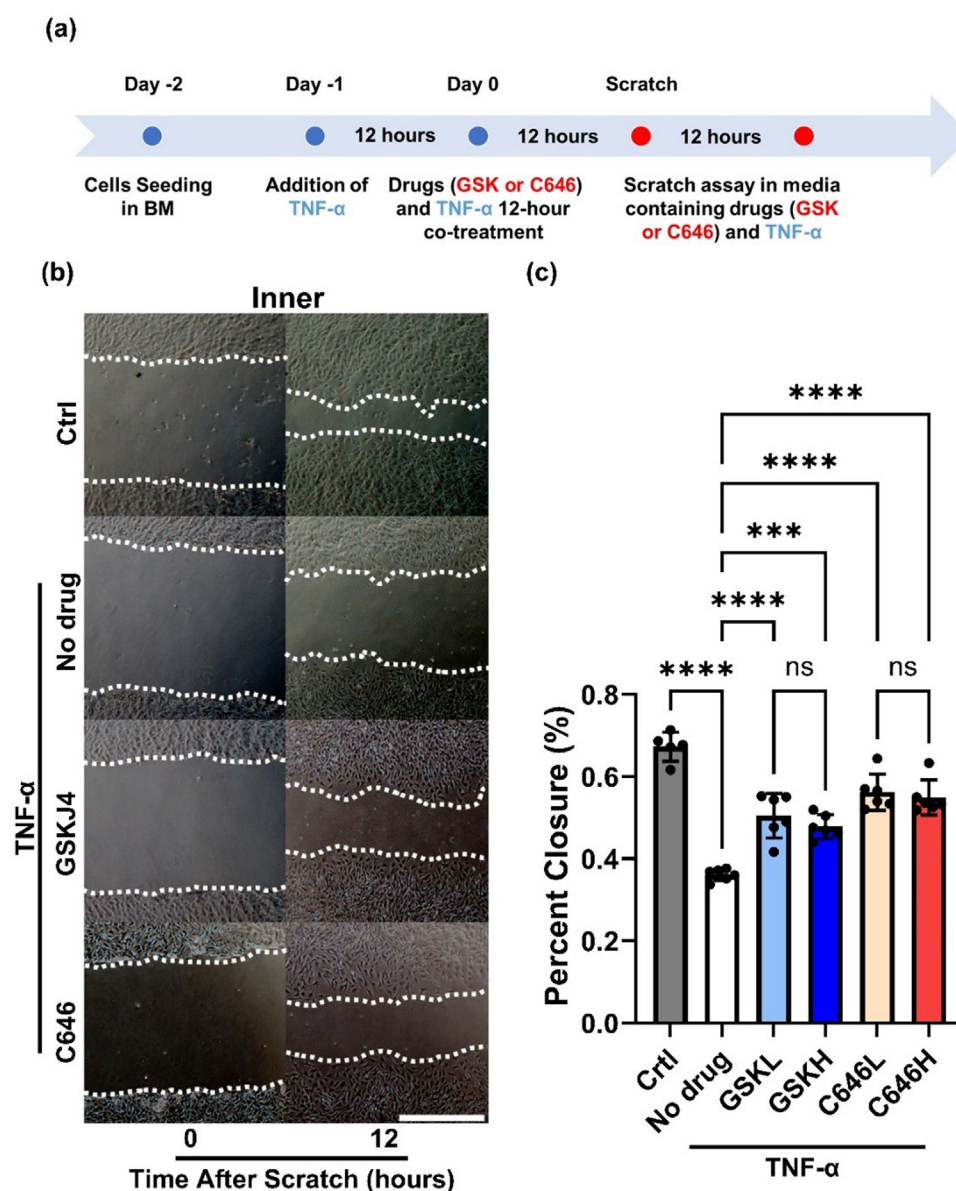 (a)
Day -2
Day -1
Day 0
Scratch
12 hours
12 hours
12 hours
Cells Seeding
in BM
Addition of
TNF-α
Drugs (GSK or C646)
and TNF-α 12-hour
co-treatment
Scratch assay in media
containing drugs (GSK
or C646) and TNF-α
(b)
Inner
Ctrl
No drug
GSKJ4
C646
TNF-α
0
12
Time After Scratch (hours)
(c)
****
****
***
****
****
ns
ns
Percent Closure (%)
0.8
0.6
0.4
0.2
0.0
Crtl
No drug
GSKL
GSKH
C646L
C646H
TNF-α